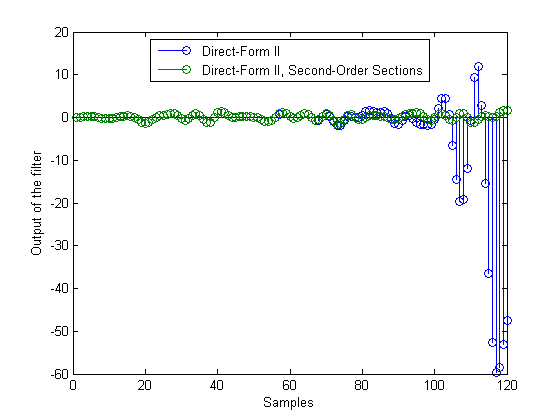 Direct-Form II
Direct-Form II, Second-Order Sections
Output of the filter
20
10
0
-10
-20
-30
-40
-50
-60
0 20 40 60 80 100 120
Samples